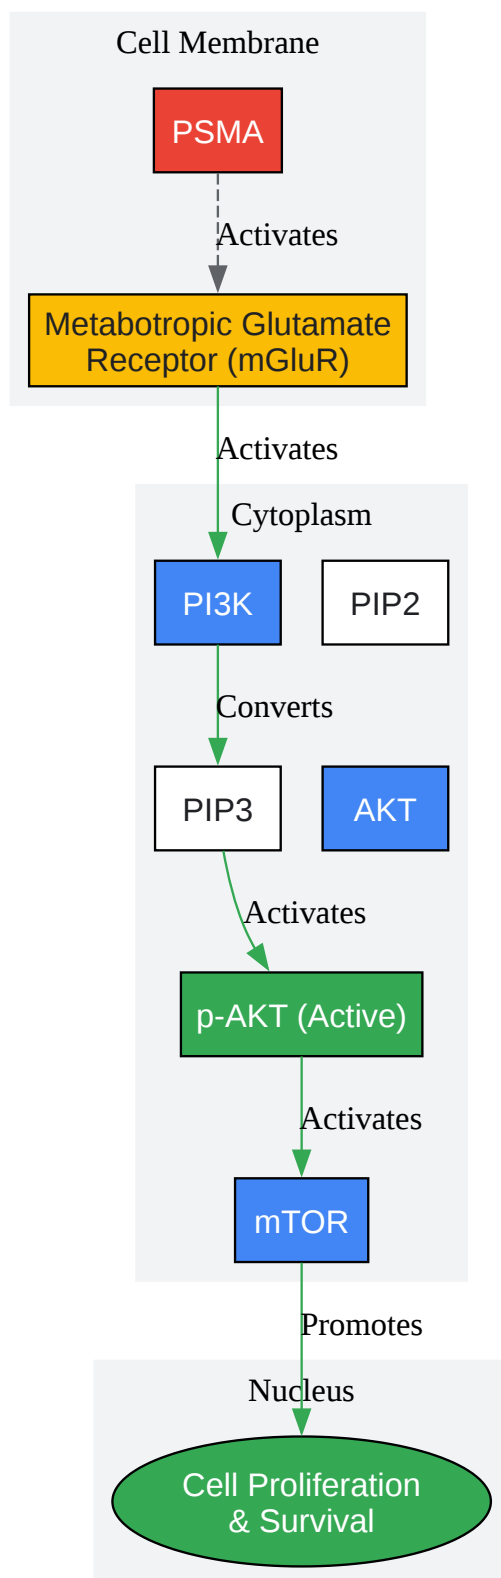 Cell Membrane
PSMA
Activates
Metabotropic Glutamate
Receptor (mGluR)
Activates
Cytoplasm
PI3K
PIP2
Converts
PIP3
AKT
Activates
p-AKT (Active)
Activates
mTOR
Promotes
Nucleus
Cell Proliferation
& Survival